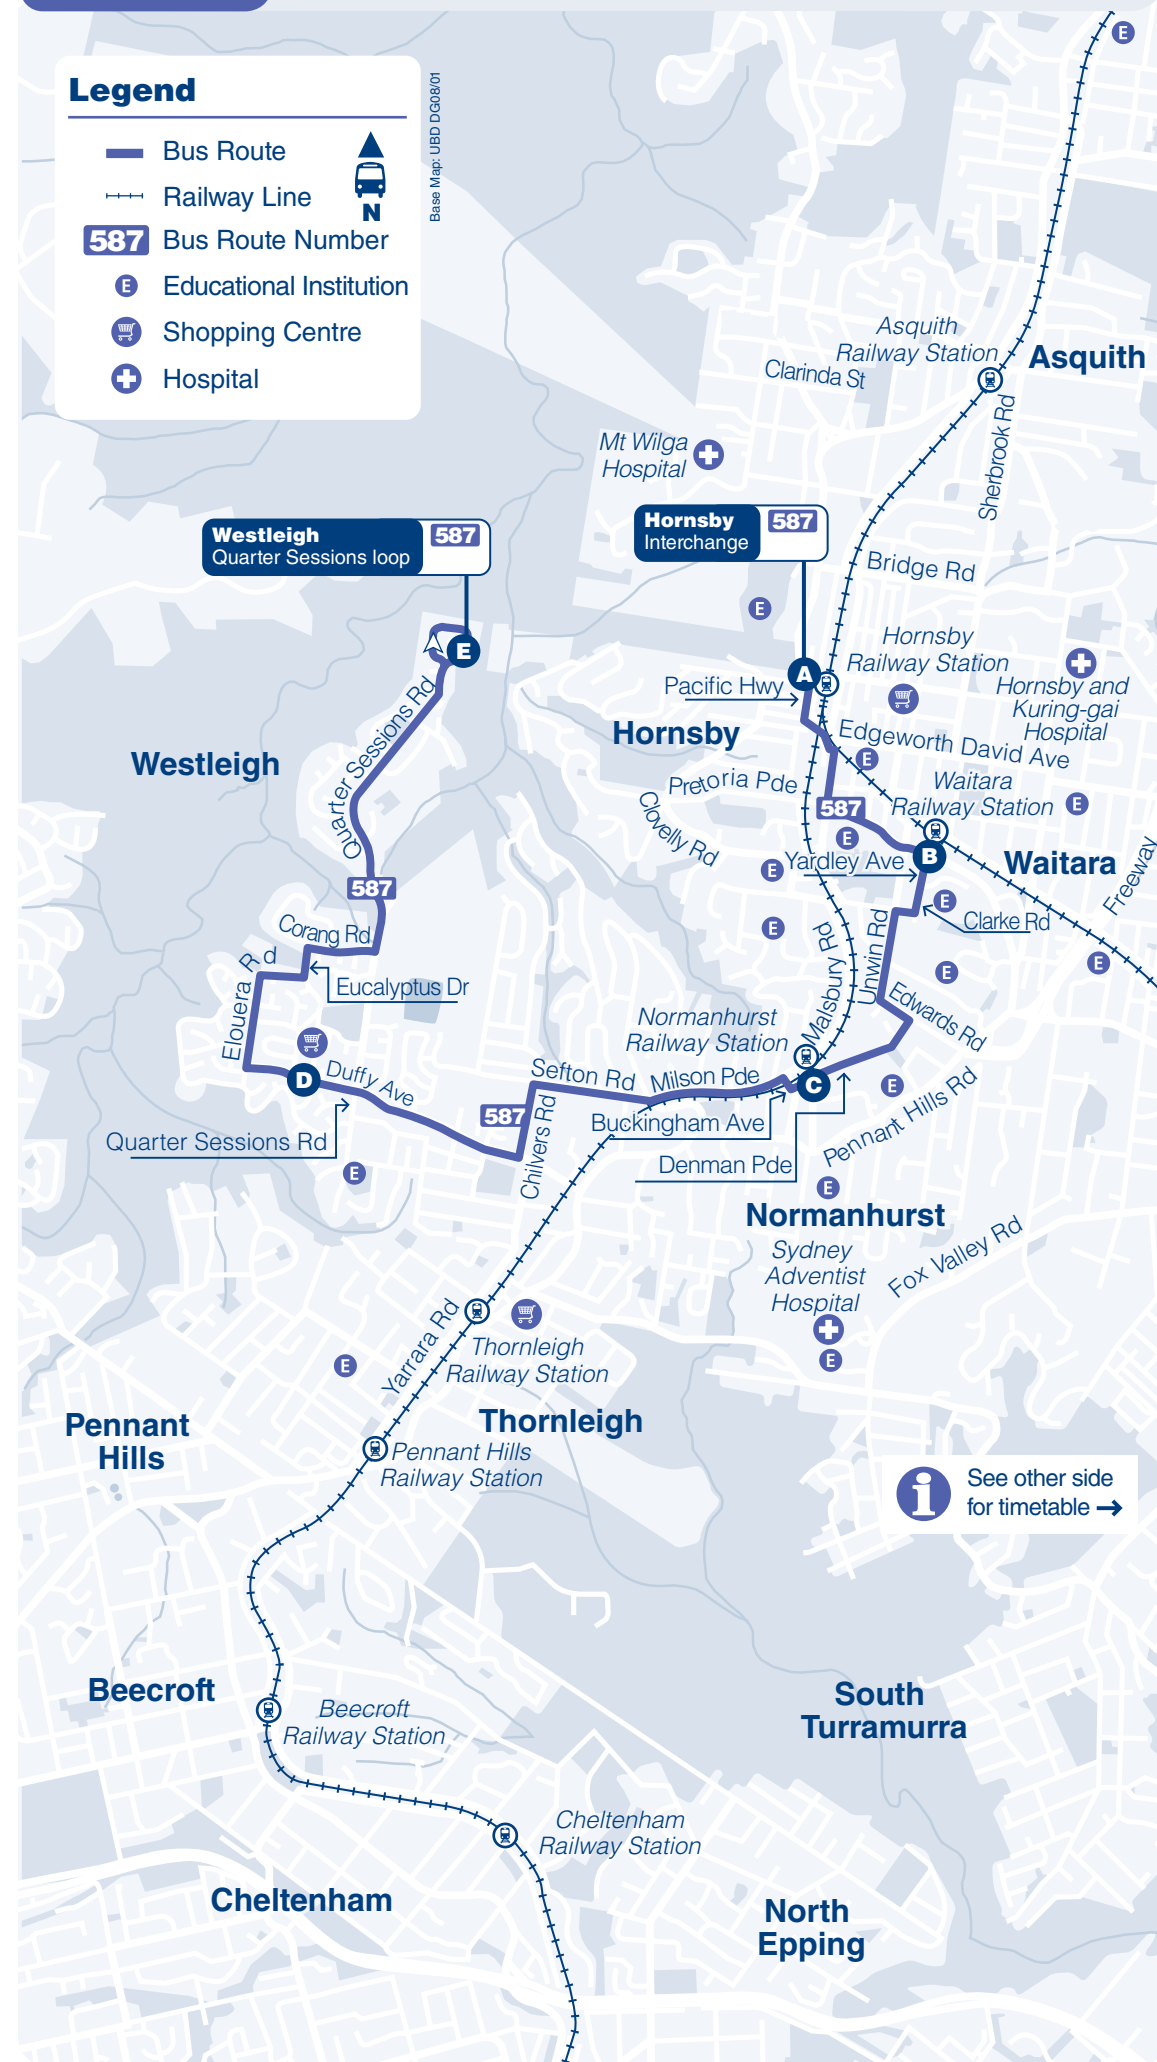 Legend
Bus Route
Railway Line
N
587 Bus Route Number
E Educational Institution
Shopping Centre
Hospital
Base Map: UBD DG08/01
E
Asquith
Railway Station
Asquith
Clarinda St
Sherbrook Rd
Mt Wilga
Hospital
Westleigh
Quarter Sessions loop
587
Hornsby
Interchange
587
Bridge Rd
E
Hornsby
Railway Station
E
A
Pacific Hwy
Hornsby and
Kuring-gai
Hospital
Quarter Sessions Rd
Hornsby
Edgeworth David Ave
Westleigh
E
Pretoria Pde
Waitara
Railway Station
E
587
Clovelly Rd
E
Yardley Ave
B
Waitara
Freeway
E
587
E
Clarke Rd
Corang Rd
E
Unwin Rd
Malsbury Rd
Elouera Rd
E
E
Eucalyptus Dr
Edwards Rd
Normanhurst
Railway Station
D
Duffy Ave
Sefton Rd
Milson Pde
C
E
Pennant Hills Rd
587
Chilvers Rd
Buckingham Ave
Quarter Sessions Rd
Denman Pde
E
E
Normanhurst
Sydney
Adventist
Hospital
Fox Valley Rd
E
Yarrara Rd
Thornleigh
Railway Station
E
Thornleigh
Pennant
Hills
Pennant Hills
Railway Station
i
See other side
for timetable →
Beecroft
Beecroft
Railway Station
South
Turramurra
Cheltenham
Railway Station
Cheltenham
North
Epping